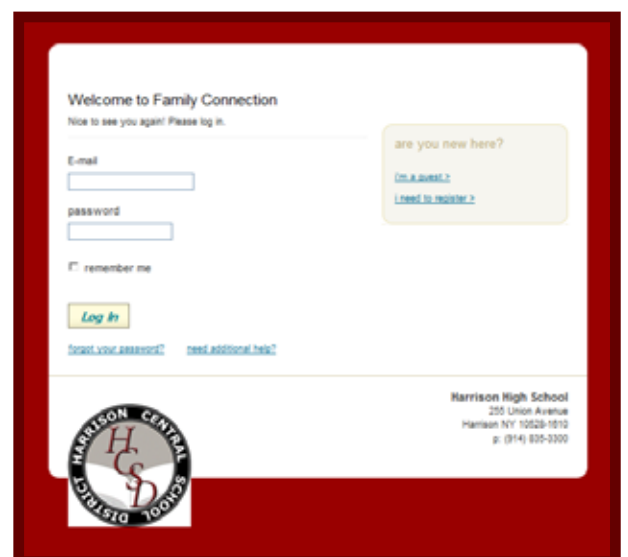 Welcome to Family Connection
Nice to see you again! Please log in.
E-mail
password
remember me
Log In
forgot your password? need additional help?
are you new here?
i'm a guest >
i need to register >
Harrison High School
255 Union Avenue
Harrison NY 10528-1610
p: (914) 835-3300
HARRISON CENTRAL SCHOOL DISTRICT
HCSD